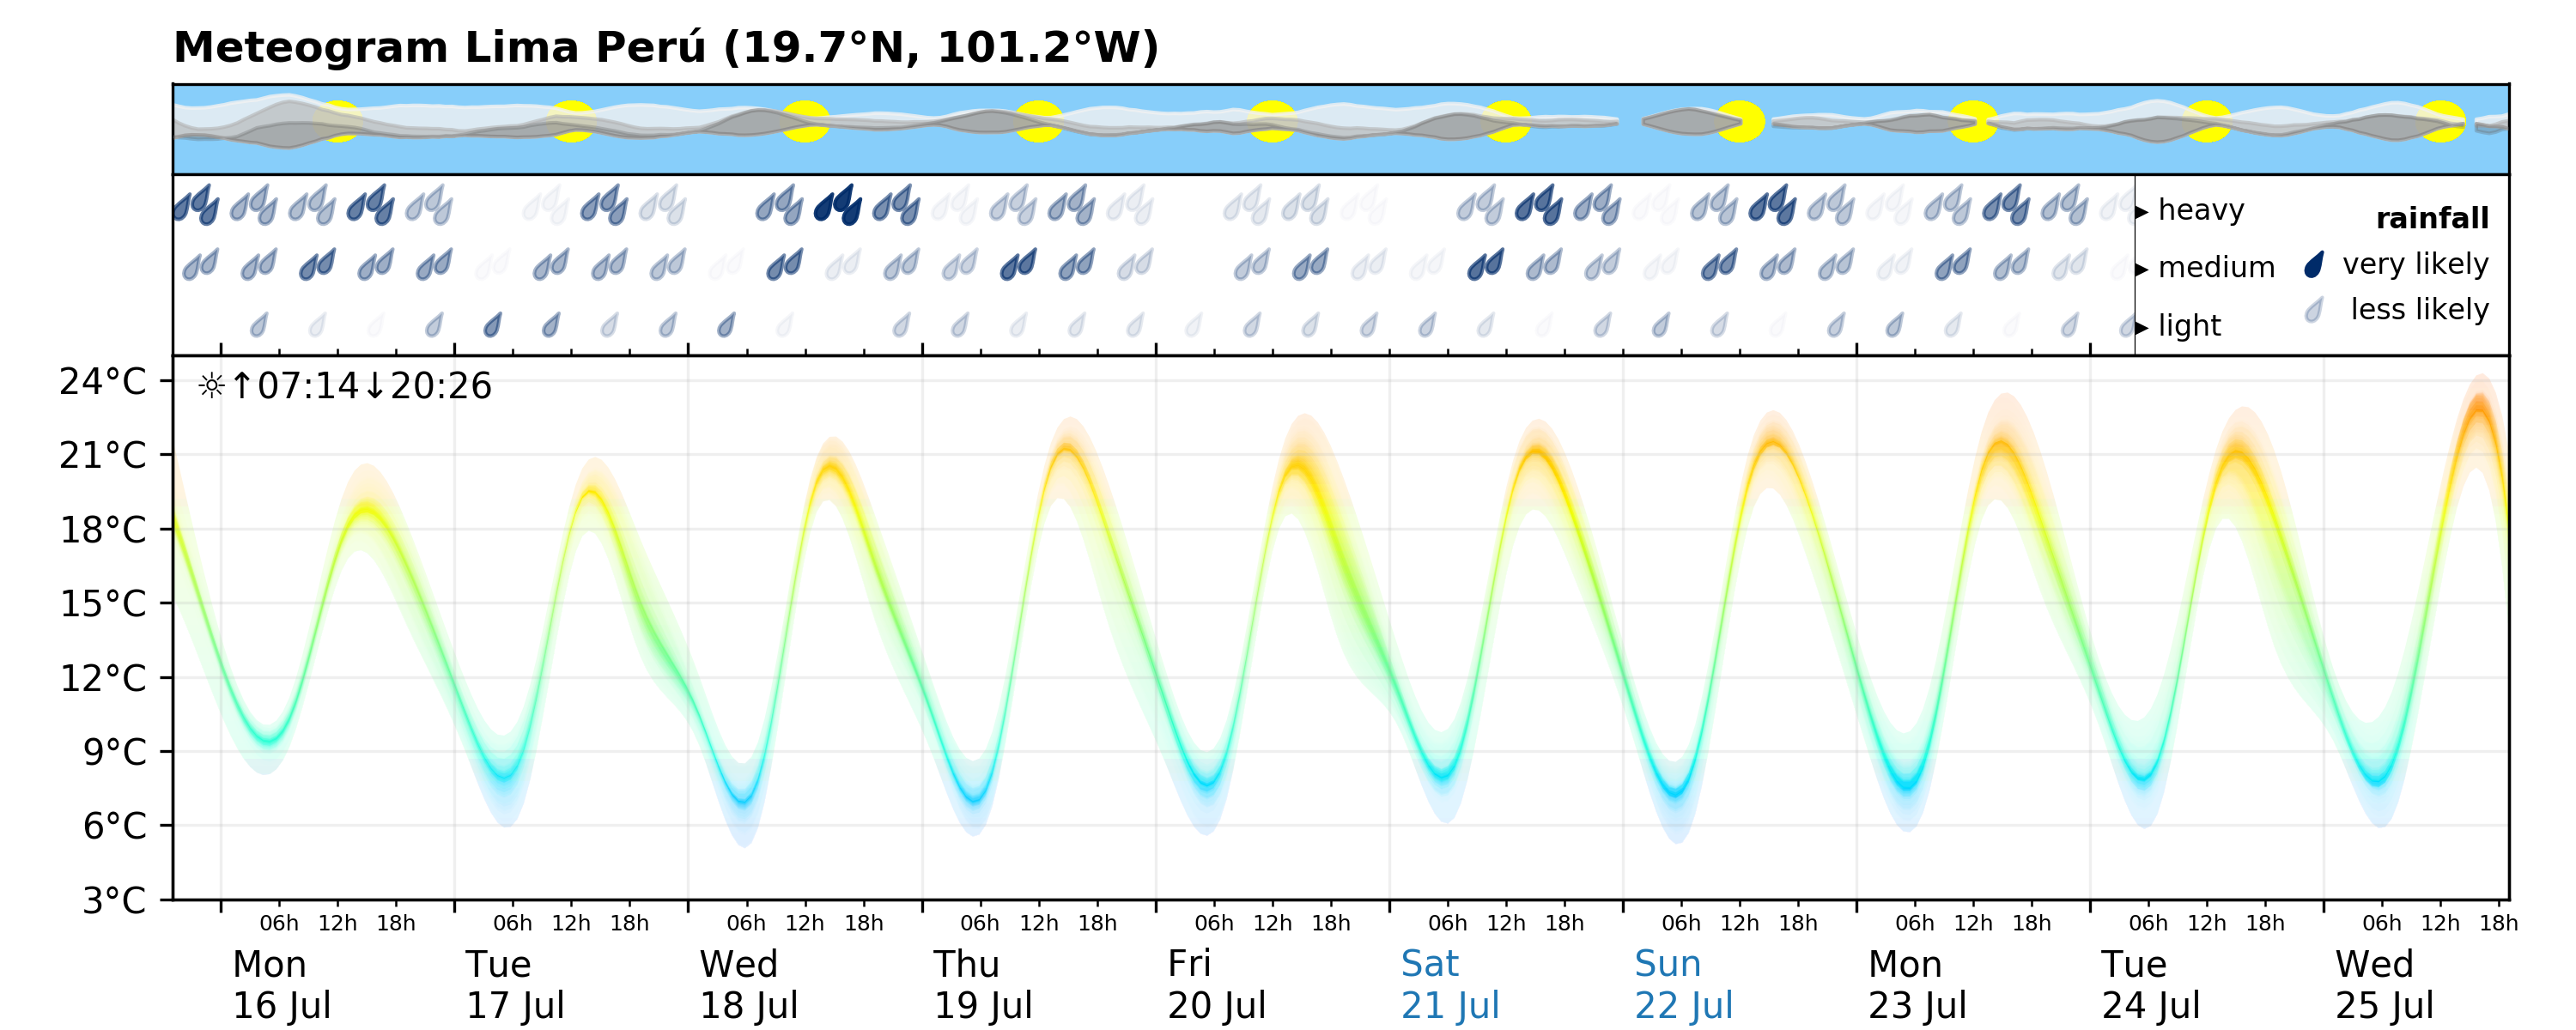 Meteogram Lima Perú (19.7°N, 101.2°W)
▸ heavy
rainfall
▸ medium
very likely
less likely
▸ light
☼↑07:14↓20:26
24°C
21°C
18°C
15°C
12°C
9°C
6°C
3°C
06h 12h 18h 06h 12h 18h 06h 12h 18h 06h 12h 18h 06h 12h 18h 06h 12h 18h 06h 12h 18h 06h 12h 18h 06h 12h 18h 06h 12h 18h
Mon Tue Wed Thu Fri Sat Sun Mon Tue Wed
16 Jul 17 Jul 18 Jul 19 Jul 20 Jul 21 Jul 22 Jul 23 Jul 24 Jul 25 Jul